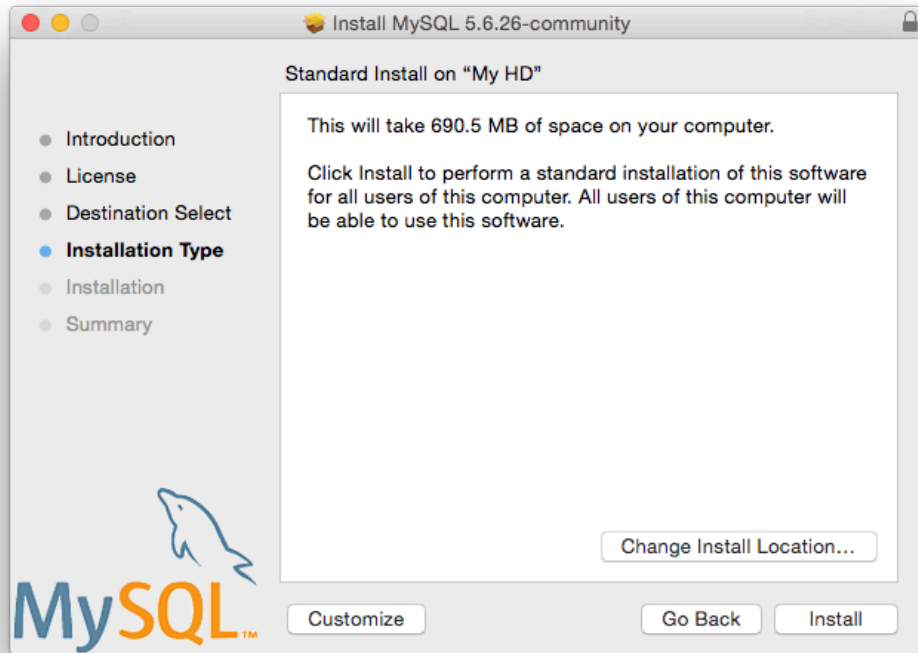 Install MySQL 5.6.26-community
Standard Install on “My HD”
Introduction
License
Destination Select
Installation Type
Installation
Summary
This will take 690.5 MB of space on your computer.
Click Install to perform a standard installation of this software
for all users of this computer. All users of this computer will
be able to use this software.
Change Install Location...
MySQL™
Customize
Go Back
Install